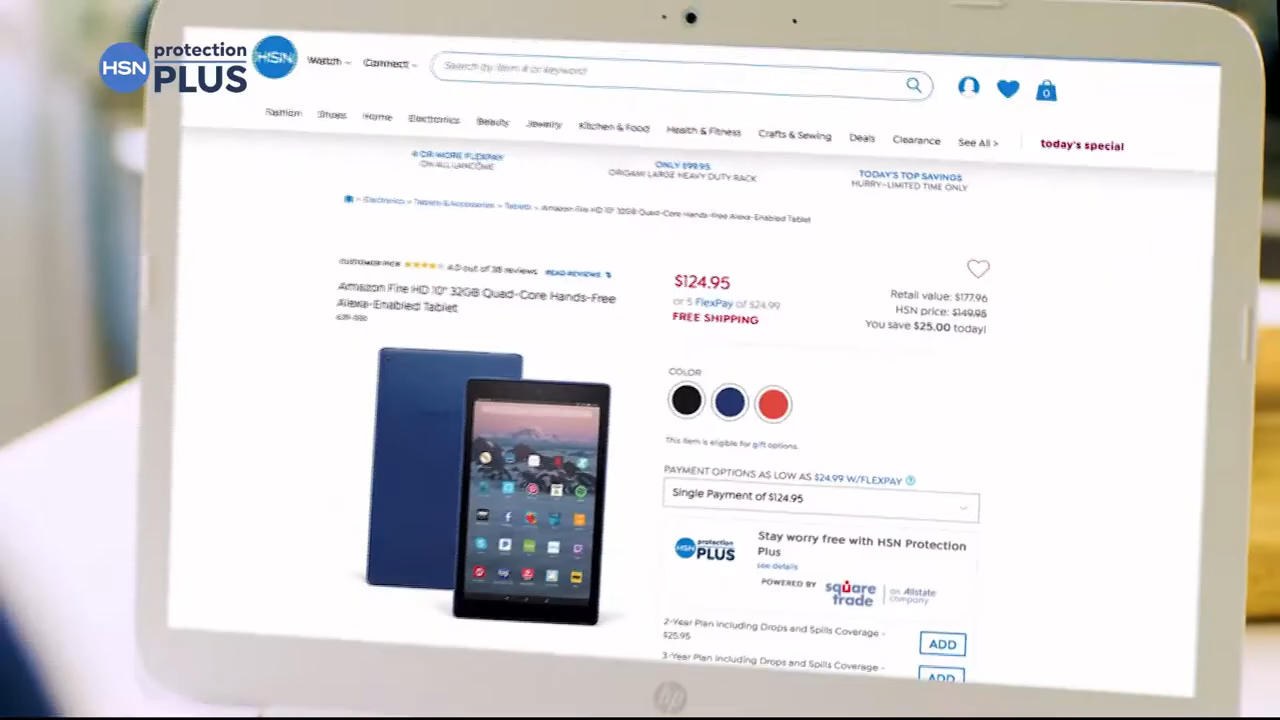 HSN protection PLUS
HSN
Watch Connect
Search by item # or keyword
0
Fashion Shops Home Electronics Beauty Jewelry Kitchen & Food Health & Fitness Crafts & Sewing Deals Clearance See All > today's special
ONLY $99.95
ORIGAMI LARGE HEAVY DUTY RACK
TODAY'S TOP SAVINGS
HURRY-LIMITED TIME ONLY
> Electronics > Tablets & Accessories > Tablets > Amazon Fire HD 10" 32GB Quad-Core Hands-Free Alexa-Enabled Tablet
CUSTOMER PICK 4.0 out of 38 reviews READ REVIEWS
Amazon Fire HD 10" 32GB Quad-Core Hands-Free
Alexa-Enabled Tablet
$124.95
or 5 FlexPay of $24.99
FREE SHIPPING
Retail value: $177.96
HSN price: $149.95
You save $25.00 today!
COLOR
This item is eligible for gift options.
PAYMENT OPTIONS AS LOW AS $24.99 W/FLEXPAY ?
Single Payment of $124.95
HSN protection PLUS
Stay worry free with HSN Protection
Plus
see details
POWERED BY square trade an Allstate company
2-Year Plan Including Drops and Spills Coverage -
$25.95
ADD
3-Year Plan Including Drops and Spills Coverage -
ADD
hp